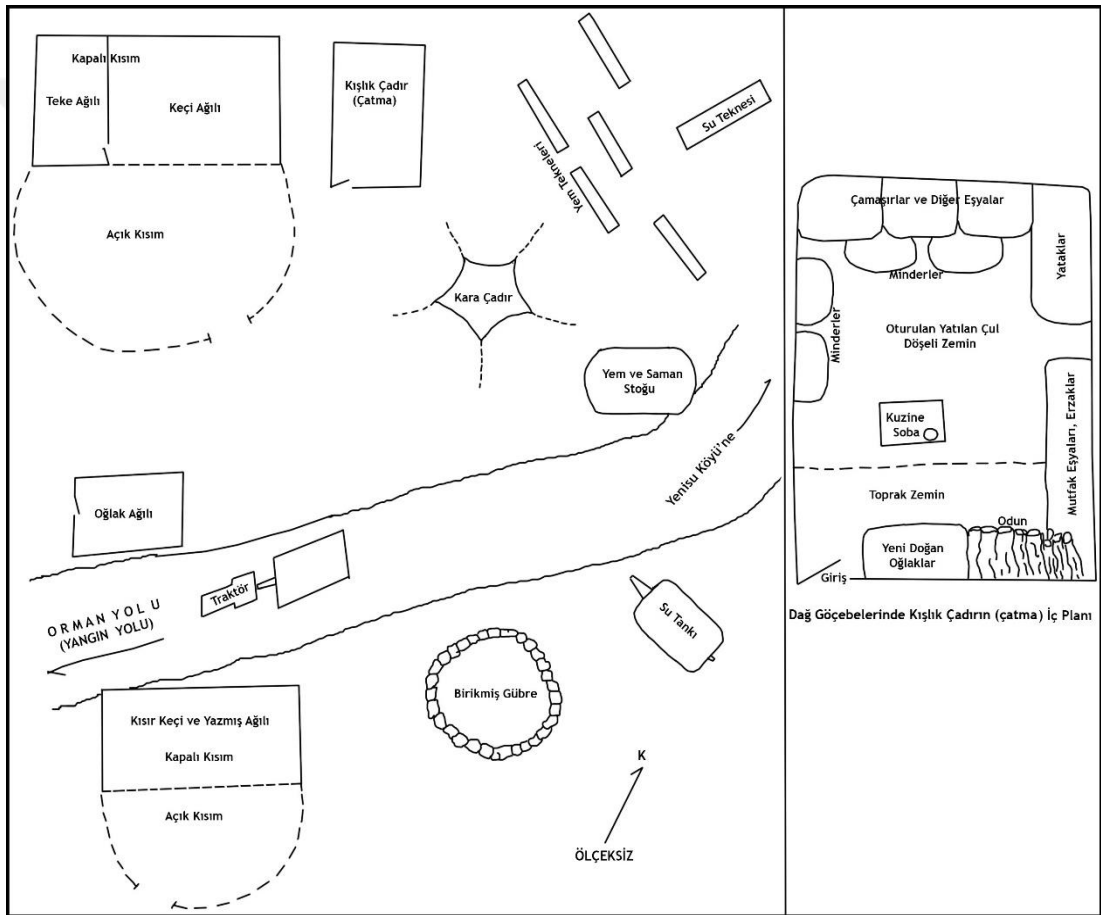 Kapalı Kısım
Teke Ağılı
Keçi Ağılı
Açık Kısım
Kışlık Çadır
(Çatma)
Yem Tekneleri
Su Teknesi
Kara Çadır
Yem ve Saman
Stoğu
Yenisu Köyü'ne
Oğlak Ağılı
Traktör
ORMAN YOLU
(YANGIN YOLU)
Su Tankı
Birikmiş Gübre
Kısır Keçi ve Yazmış Ağılı
Kapalı Kısım
Açık Kısım
K
ÖLÇEKSİZ
Çamaşırlar ve Diğer Eşyalar
Yataklar
Minderler
Minderler
Oturulan Yatılan Çul
Döşeli Zemin
Kuzine
Soba
Mutfak Eşyaları, Erzaklar
Toprak Zemin
Odun
Yeni Doğan
Oğlaklar
Giriş
Dağ Göçebelerinde Kışlık Çadırın (çatma) İç Planı